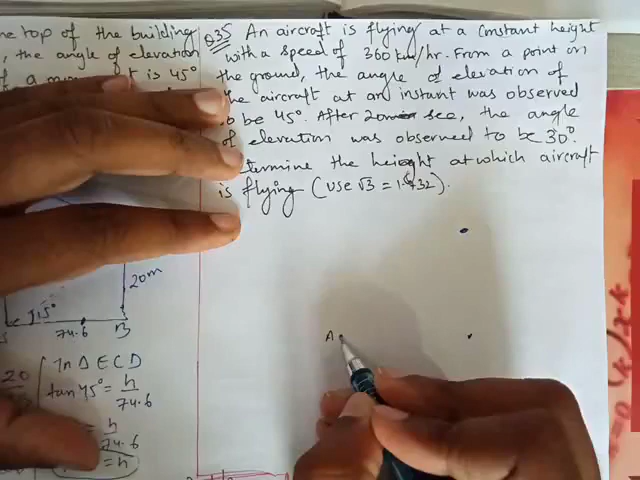 he top of the building
, the angle of elevation
is 45°
Q35 An aircraft is flying at a constant height
with a speed of 360 km/hr. From a point on
the ground, the angle of elevation of
the aircraft at an instant was observed
to be 45°. After 20 sec, the angle
of elevation was observed to be 30°.
termine the height at which aircraft
is flying (use √3 = 1.732).
A
20m
15°
74.6 B
In Δ ECD
tan 45° = h/74.6
20
h
74.6
= h